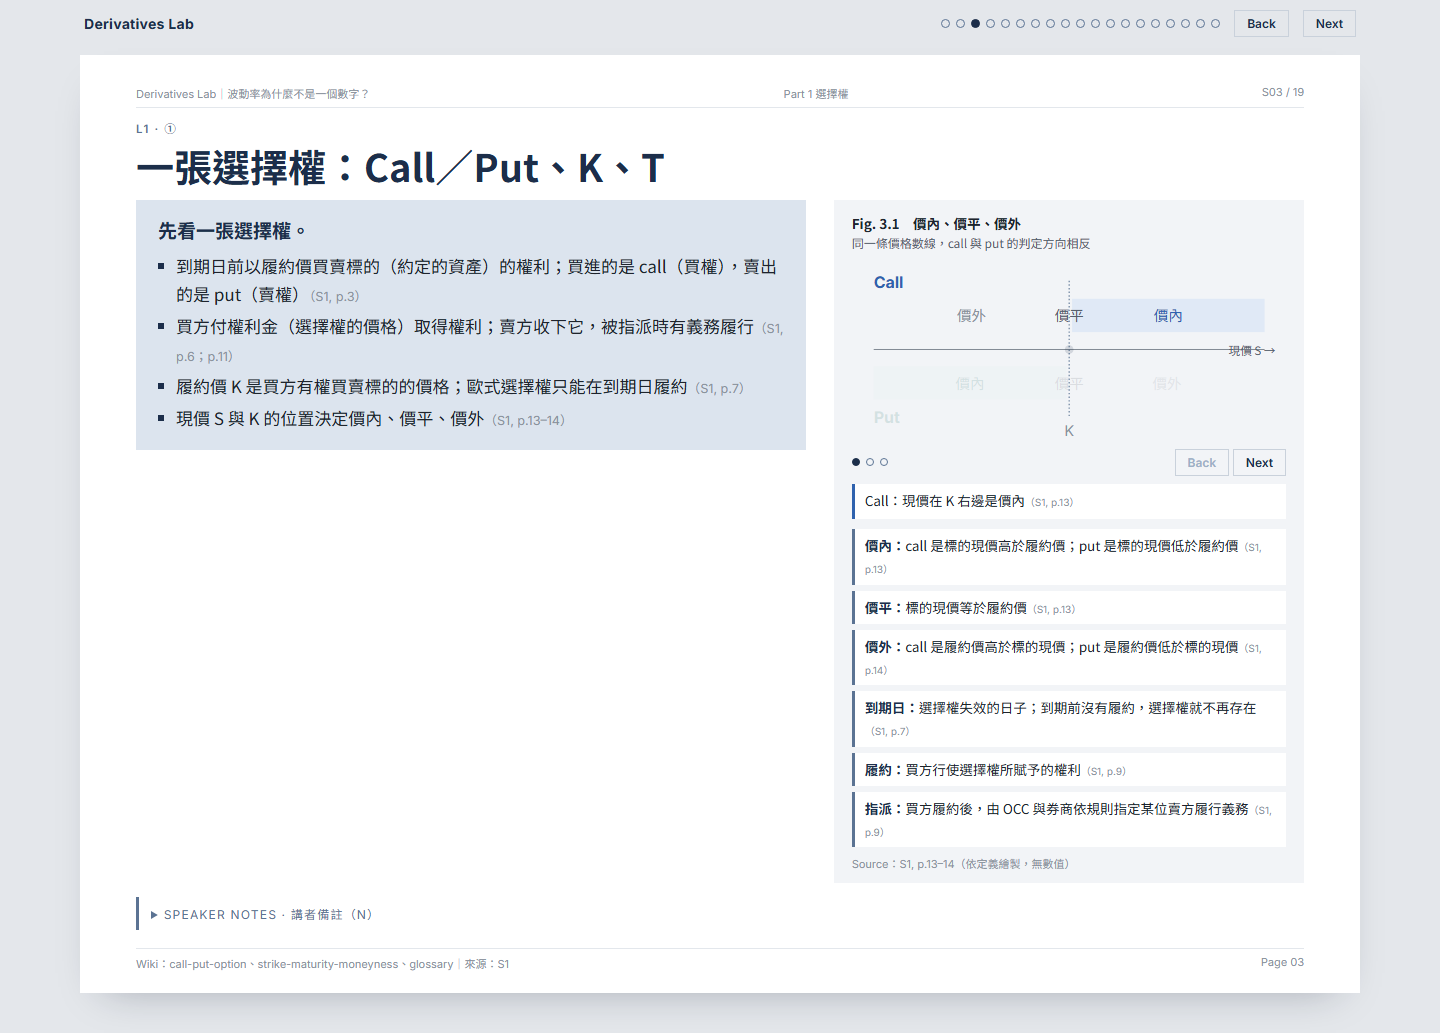 Derivatives Lab
Back
Next
Derivatives Lab｜波動率為什麼不是一個數字？
Part 1 選擇權
S03 / 19
L1 · ①
一張選擇權：Call／Put、K、T
先看一張選擇權。
到期日前以履約價買賣標的（約定的資產）的權利；買進的是 call（買權），賣出
的是 put（賣權）（S1, p.3）
買方付權利金（選擇權的價格）取得權利；賣方收下它，被指派時有義務履行（S1,
p.6；p.11）
履約價 K 是買方有權買賣標的的價格；歐式選擇權只能在到期日履約（S1, p.7）
現價 S 與 K 的位置決定價內、價平、價外（S1, p.13–14）
Fig. 3.1　價內、價平、價外
同一條價格數線，call 與 put 的判定方向相反
Call
價外
價平
價內
現價 S→
價內
價平
價外
Put
K
Back
Next
Call：現價在 K 右邊是價內（S1, p.13）
價內：call 是標的現價高於履約價；put 是標的現價低於履約價（S1,
p.13）
價平：標的現價等於履約價（S1, p.13）
價外：call 是履約價高於標的現價；put 是履約價低於標的現價（S1,
p.14）
到期日：選擇權失效的日子；到期前沒有履約，選擇權就不再存在
（S1, p.7）
履約：買方行使選擇權所賦予的權利（S1, p.9）
指派：買方履約後，由 OCC 與券商依規則指定某位賣方履行義務（S1,
p.9）
Source：S1, p.13–14（依定義繪製，無數值）
▶ SPEAKER NOTES · 講者備註（N）
Wiki：call-put-option、strike-maturity-moneyness、glossary｜來源：S1
Page 03